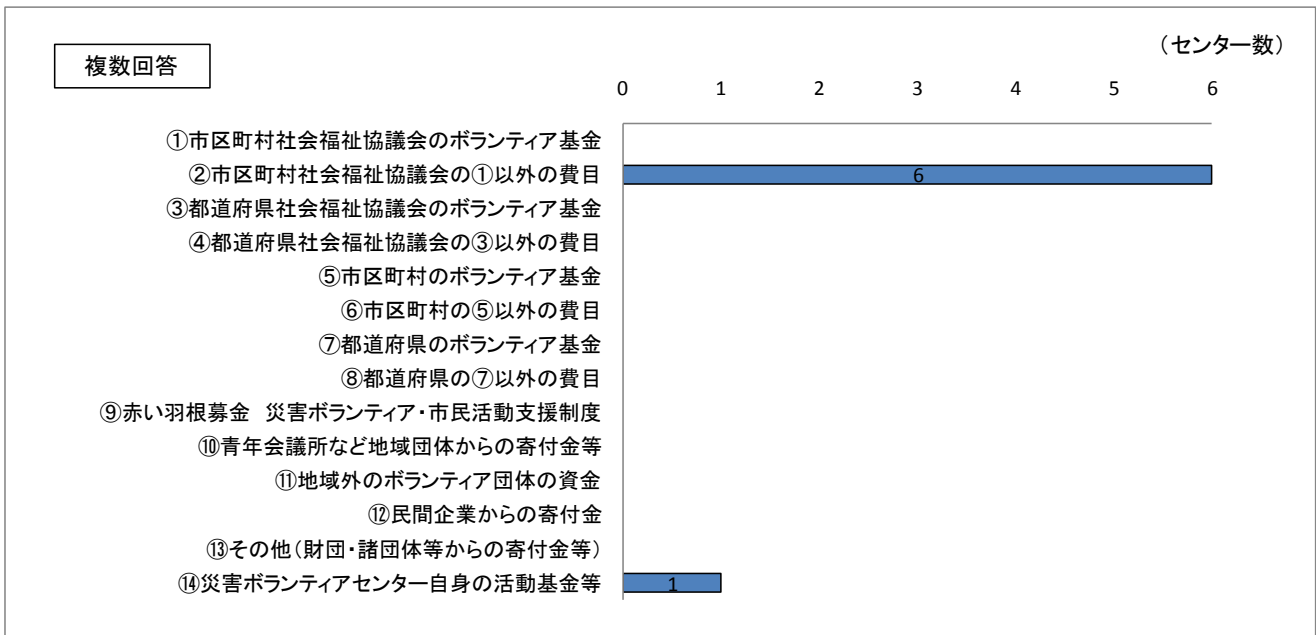 （センター数）
複数回答
0 1 2 3 4 5 6
①市区町村社会福祉協議会のボランティア基金
②市区町村社会福祉協議会の①以外の費目 6
③都道府県社会福祉協議会のボランティア基金
④都道府県社会福祉協議会の③以外の費目
⑤市区町村のボランティア基金
⑥市区町村の⑤以外の費目
⑦都道府県のボランティア基金
⑧都道府県の⑦以外の費目
⑨赤い羽根募金　災害ボランティア・市民活動支援制度
⑩青年会議所など地域団体からの寄付金等
⑪地域外のボランティア団体の資金
⑫民間企業からの寄付金
⑬その他（財団・諸団体等からの寄付金等）
⑭災害ボランティアセンター自身の活動基金等 1